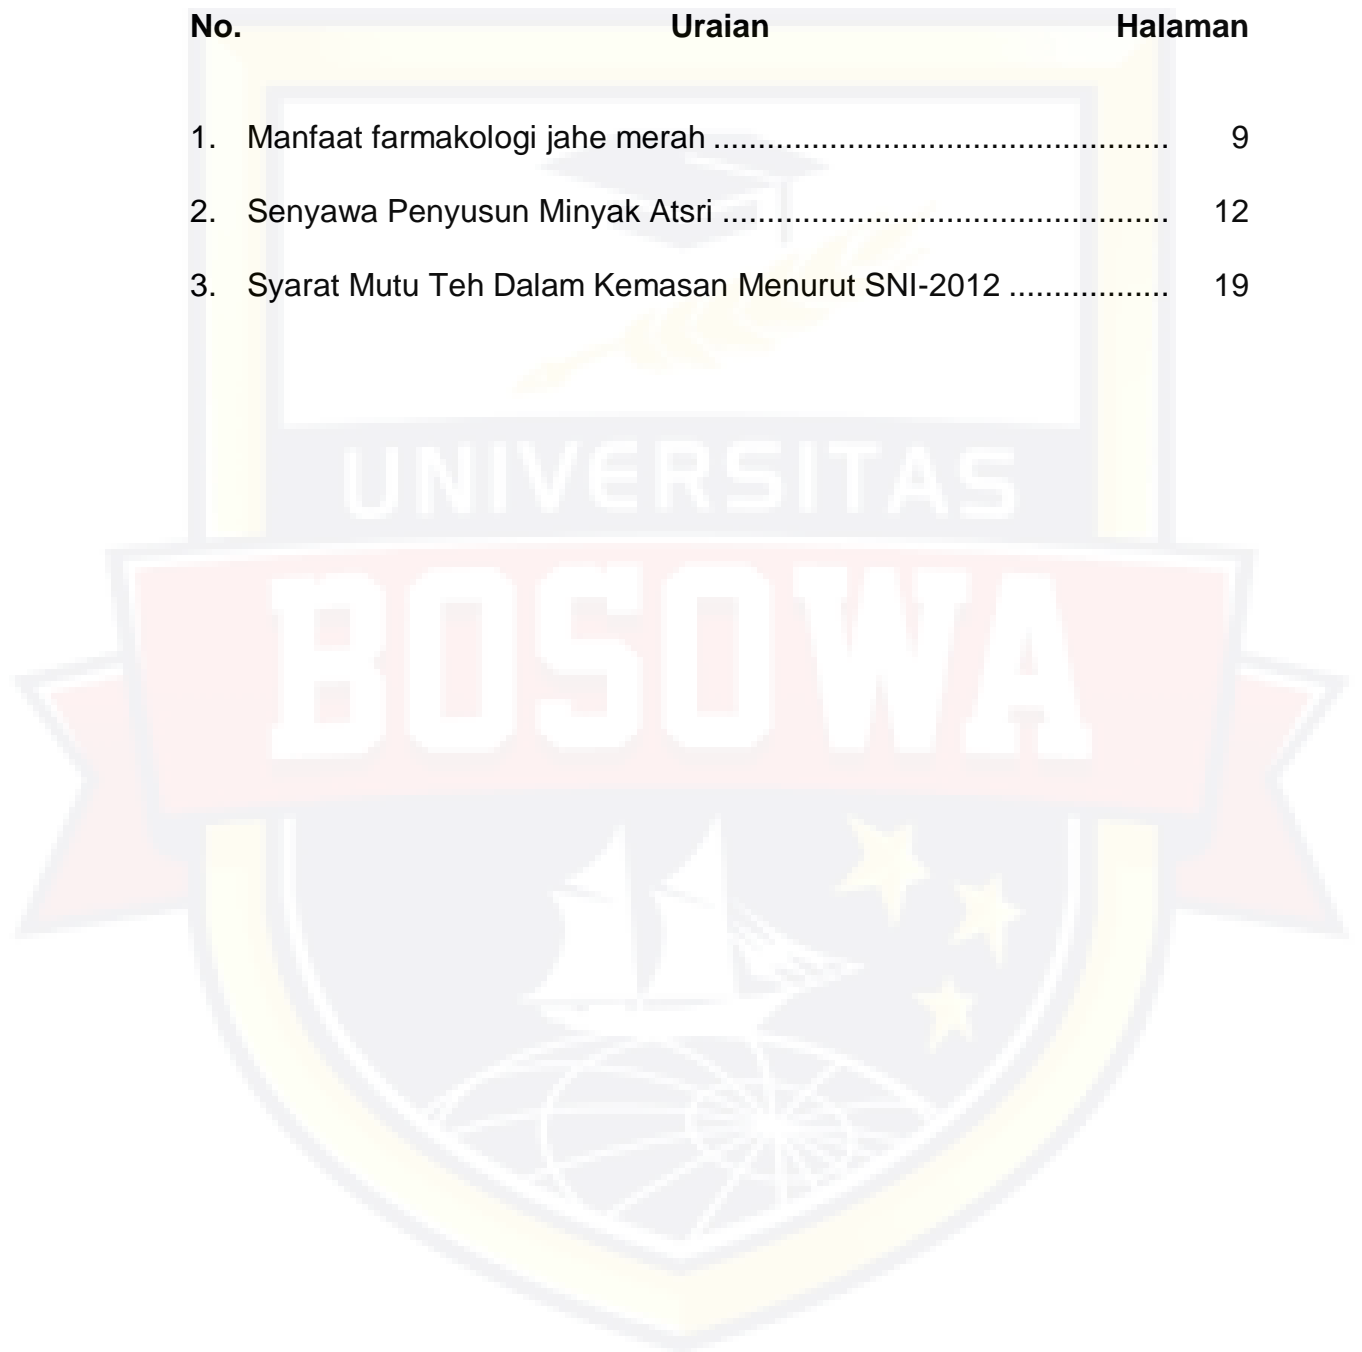 No. Uraian Halaman
1. Manfaat farmakologi jahe merah ................................................... 9
2. Senyawa Penyusun Minyak Atsri .................................................. 12
3. Syarat Mutu Teh Dalam Kemasan Menurut SNI-2012 .................. 19
UNIVERSITAS
BOSOWA